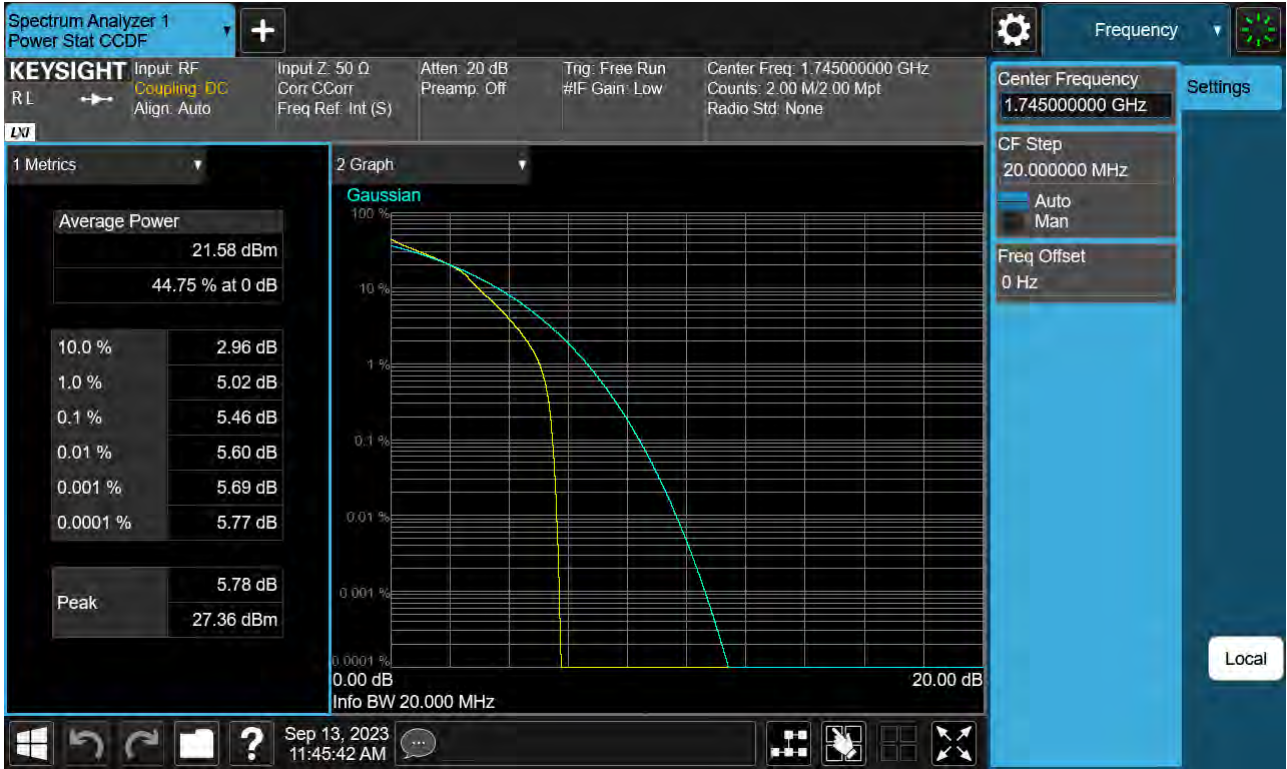 Spectrum Analyzer 1
Power Stat CCDF
Frequency
KEYSIGHT
R L
LXI
Input: RF
Coupling: DC
Align: Auto
Input Z: 50 Ω
Corr CCorr
Freq Ref: Int (S)
Atten: 20 dB
Preamp: Off
Trig: Free Run
#IF Gain: Low
Center Freq: 1.745000000 GHz
Counts: 2.00 M/2.00 Mpt
Radio Std: None
Center Frequency
1.745000000 GHz
Settings
CF Step
20.000000 MHz
Auto
Man
Freq Offset
0 Hz
Local
1 Metrics
Average Power
21.58 dBm
44.75 % at 0 dB
10.0 % 2.96 dB
1.0 % 5.02 dB
0.1 % 5.46 dB
0.01 % 5.60 dB
0.001 % 5.69 dB
0.0001 % 5.77 dB
Peak
5.78 dB
27.36 dBm
2 Graph
Gaussian
100 %
10 %
1 %
0.1 %
0.01 %
0.001 %
0.0001 %
0.00 dB 20.00 dB
Info BW 20.000 MHz
?
Sep 13, 2023
11:45:42 AM